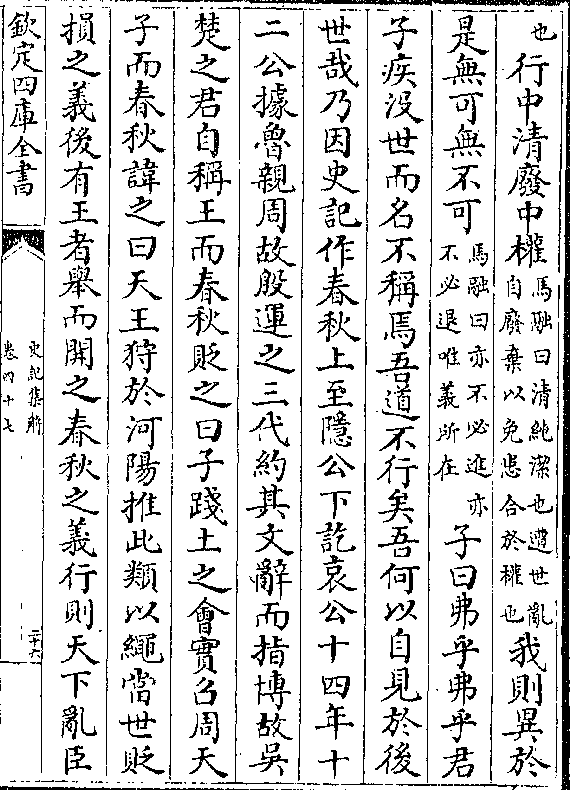 也行中清廢中權馬融曰清純潔也遭世亂自廢棄以免患合於權也我則異於
是無可無不可馬融曰亦不必進亦不必退唯義所在子曰弗乎弗乎君
子疾没世而名不稱焉吾道不行矣吾何以自見於後
世哉乃因史記作春秋上至隱公下訖哀公十四年十
二公據魯親周故殷運之三代約其文辭而指博故吳
楚之君自稱王而春秋貶之曰子踐土之會實召周天
子而春秋諱之曰天王狩於河陽推此類以繩當世貶
損之義後有王者舉而開之春秋之義行則天下亂臣
欽定四庫全書
史記集解
卷四十七
二十六